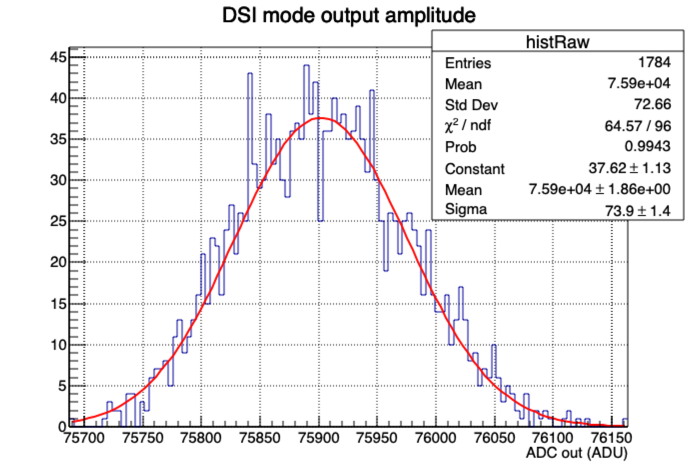 DSI mode output amplitude
histRaw
Entries 1784
Mean 7.59e+04
Std Dev 72.66
χ² / ndf 64.57 / 96
Prob 0.9943
Constant 37.62 ± 1.13
Mean 7.59e+04 ± 1.86e+00
Sigma 73.9 ± 1.4
45
40
35
30
25
20
15
10
5
0
75700 75750 75800 75850 75900 75950 76000 76050 76100 76150
ADC out (ADU)